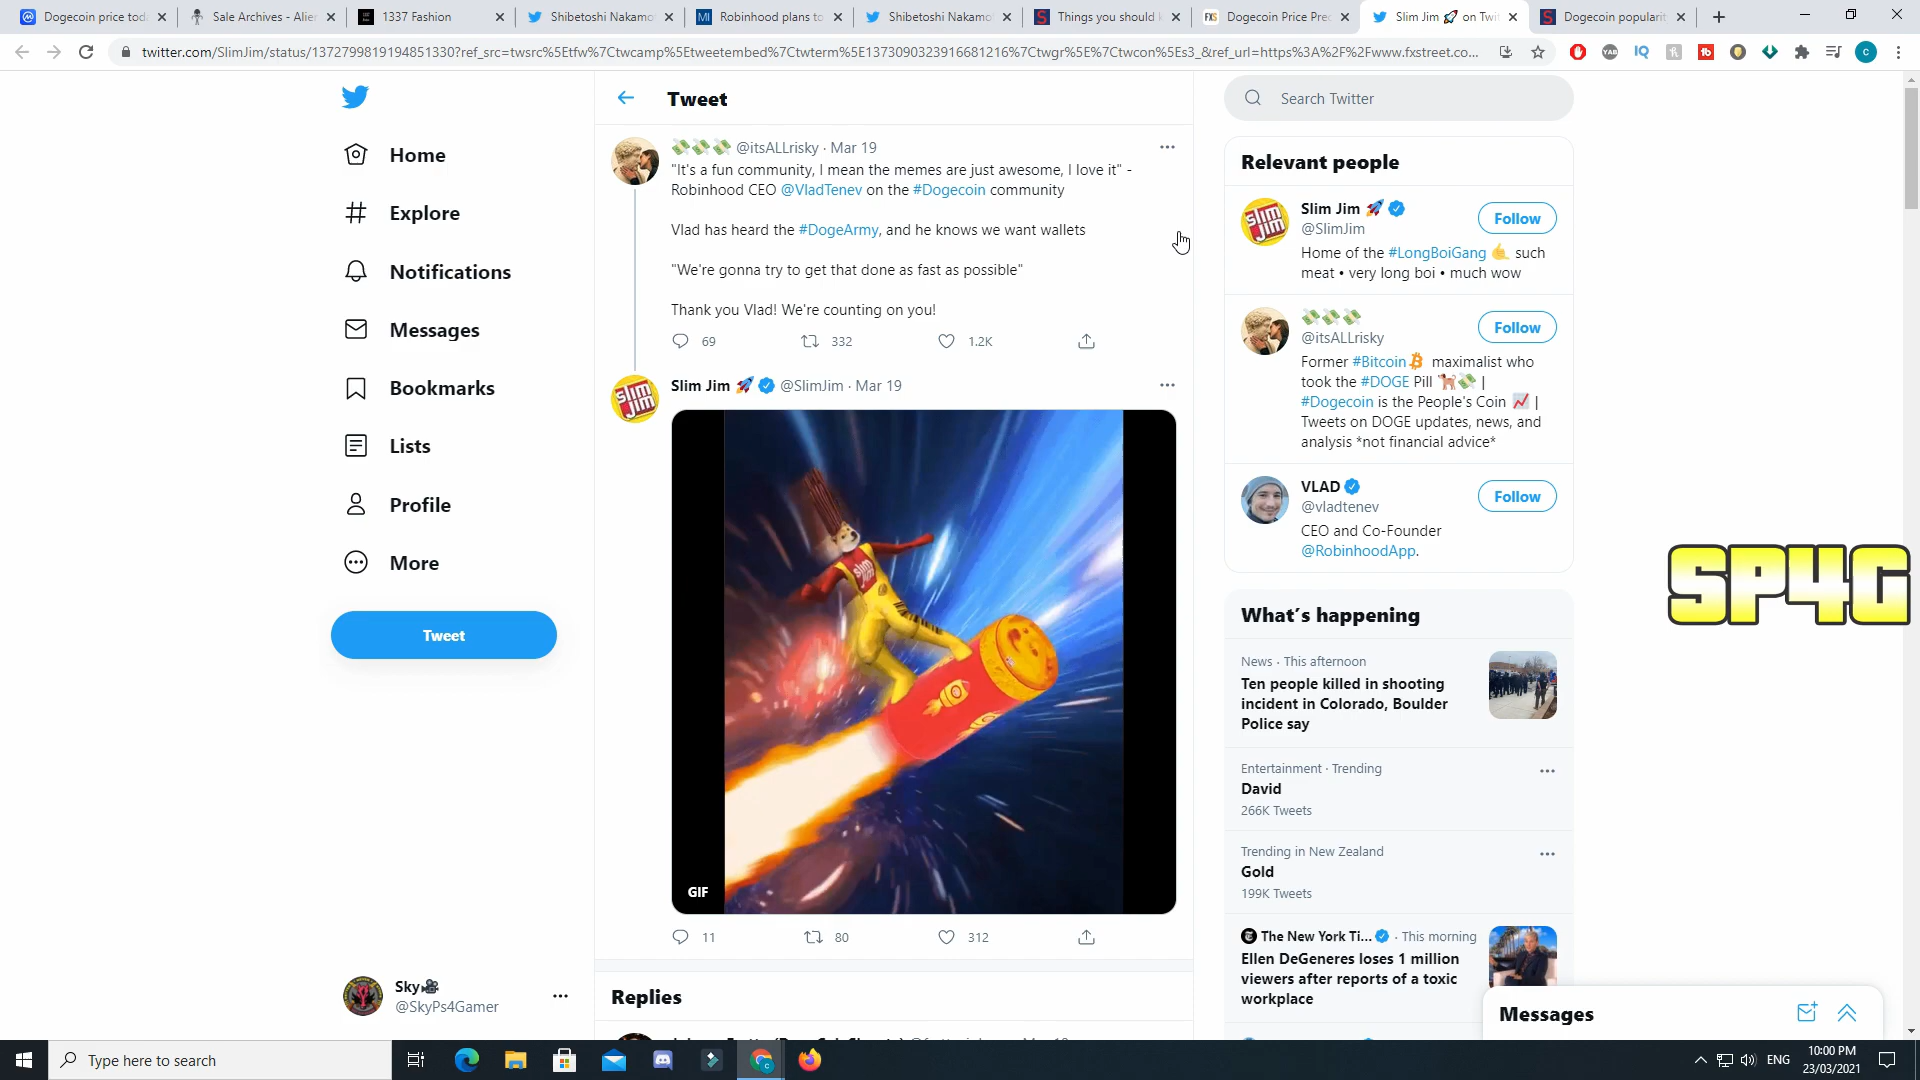 Dogecoin price tod
Sale Archives - Alien
1337 Fashion
Shibetoshi Nakamo
Robinhood plans to
Shibetoshi Nakamo
Things you should k
Dogecoin Price Pred
Slim Jim 🚀 on Twit
Dogecoin popularit
twitter.com/SlimJim/status/1372799819194851330?ref_src=twsrc%5Etfw%7Ctwcamp%5Etweetembed%7Ctwterm%5E1373090323916681216%7Ctwgr%5E%7Ctwcon%5Es3_&ref_url=https%3A%2F%2Fwww.fxstreet.co...
Home
Explore
Notifications
Messages
Bookmarks
Lists
Profile
More
Tweet
Sky🎥
@SkyPs4Gamer
Tweet
💸💸💸 @itsALLrisky · Mar 19
"It's a fun community, I mean the memes are just awesome, I love it" -
Robinhood CEO @VladTenev on the #Dogecoin community
Vlad has heard the #DogeArmy, and he knows we want wallets
"We're gonna try to get that done as fast as possible"
Thank you Vlad! We're counting on you!
69 332 1.2K
Slim Jim 🚀 @SlimJim · Mar 19
slim jim
GIF
11 80 312
Replies
Search Twitter
Relevant people
Slim Jim 🚀
@SlimJim
Follow
Home of the #LongBoiGang 🤙 such
meat • very long boi • much wow
💸💸💸
@itsALLrisky
Follow
Former #Bitcoin maximalist who
took the #DOGE Pill 🐕💸 |
#Dogecoin is the People's Coin 📈 |
Tweets on DOGE updates, news, and
analysis *not financial advice*
VLAD
@vladtenev
Follow
CEO and Co-Founder
@RobinhoodApp.
What's happening
News · This afternoon
Ten people killed in shooting
incident in Colorado, Boulder
Police say
Entertainment · Trending
David
266K Tweets
Trending in New Zealand
Gold
199K Tweets
The New York Ti... · This morning
Ellen DeGeneres loses 1 million
viewers after reports of a toxic
workplace
Messages
SP4G
Type here to search
ENG
10:00 PM
23/03/2021